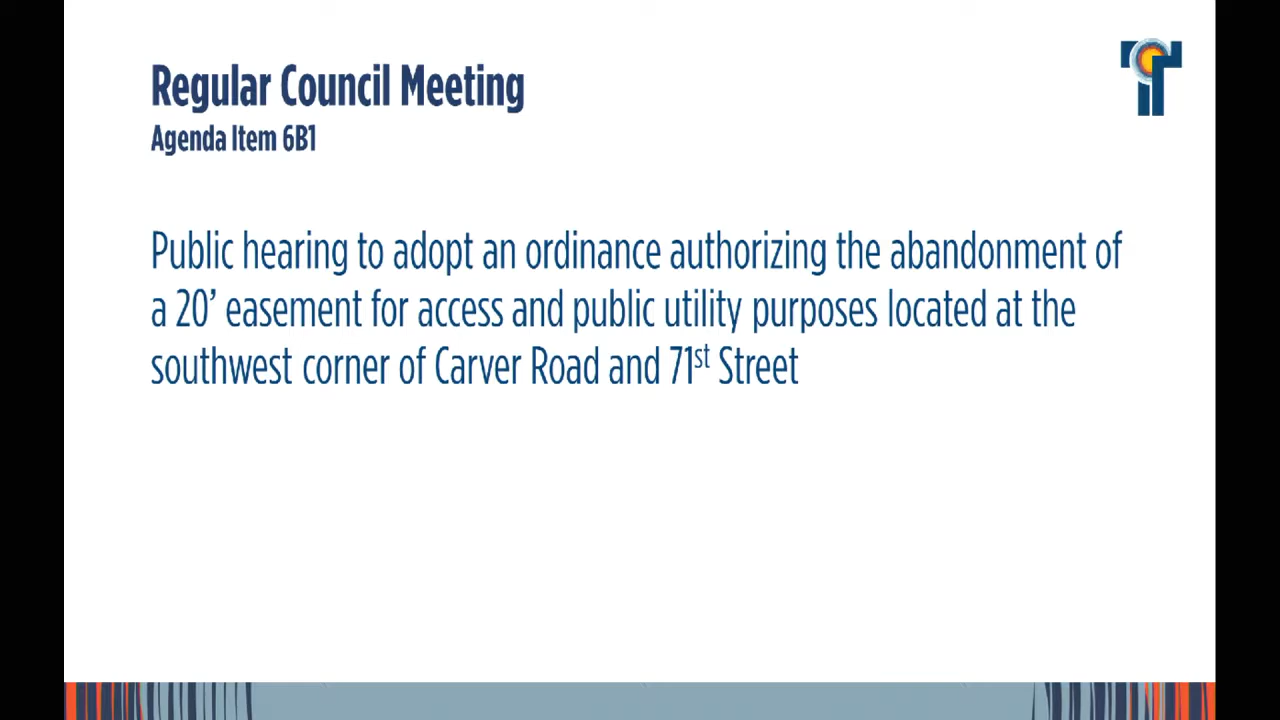 Regular Council Meeting
Agenda Item 6B1
Public hearing to adopt an ordinance authorizing the abandonment of
a 20’ easement for access and public utility purposes located at the
southwest corner of Carver Road and 71st Street